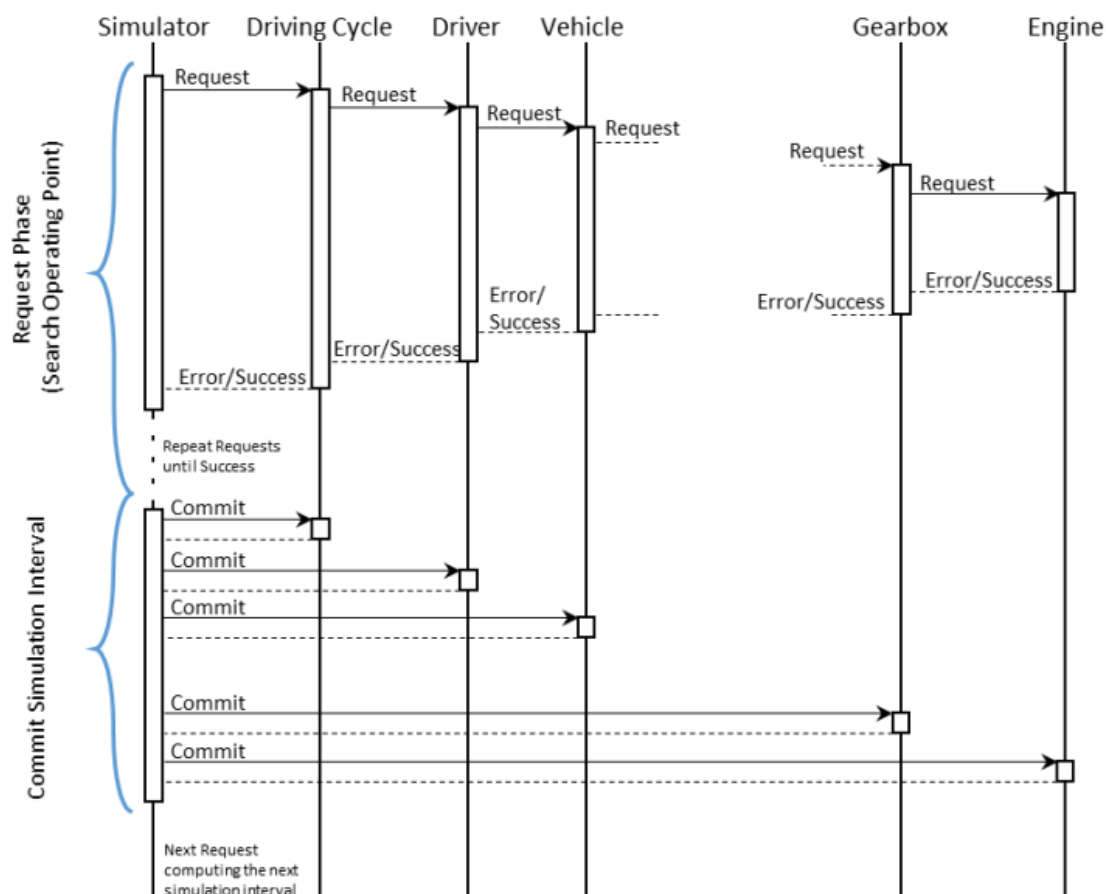 Simulator
Driving Cycle
Driver
Vehicle
Gearbox
Engine
Request Phase
(Search Operating Point)
Request
Request
Request
Request
Request
Request
Error/Success
Error/Success
Error/
Success
Error/Success
Error/Success
Repeat Requests
until Success
Commit Simulation Interval
Commit
Commit
Commit
Commit
Commit
Next Request
computing the next
simulation interval